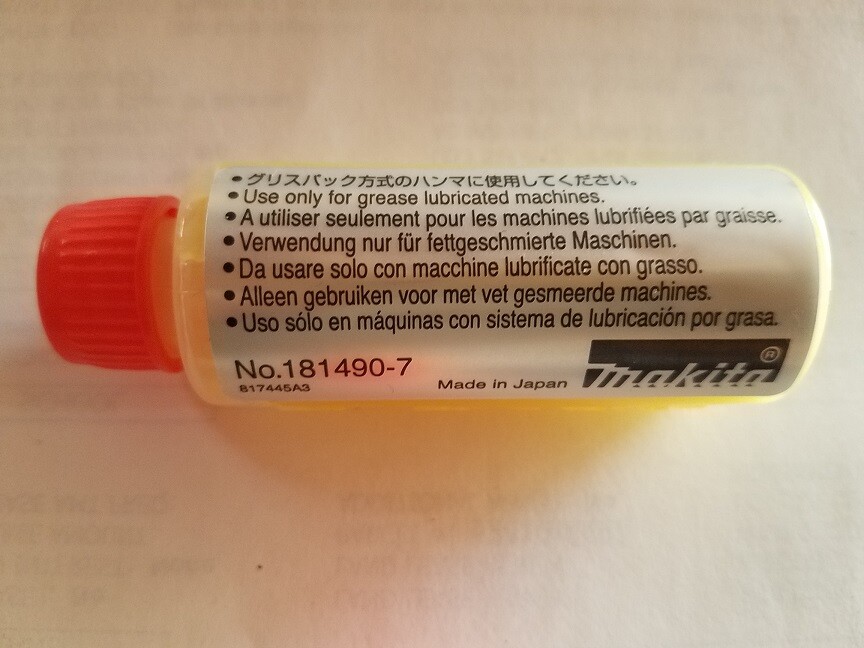 • グリスパック方式のハンマに使用してください。
• Use only for grease lubricated machines.
• A utiliser seulement pour les machines lubrifiées par graisse.
• Verwendung nur für fettgeschmierte Maschinen.
• Da usare solo con macchine lubrificate con grasso.
• Alleen gebruiken voor met vet gesmeerde machines.
• Uso sólo en máquinas con sistema de lubricación por grasa.
No.181490-7
817445A3
Made in Japan
makita®